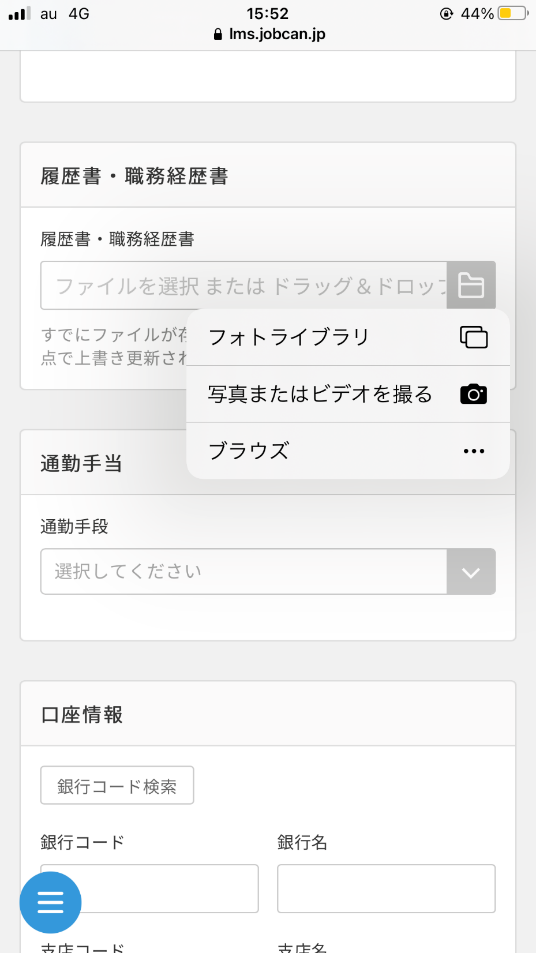 au 4G 15:52 44%
lms.jobcan.jp
履歴書・職務経歴書
履歴書・職務経歴書
ファイルを選択 または ドラッグ＆ドロッ
フォトライブラリ
すでにファイルが
点で上書き更新さ
写真またはビデオを撮る
ブラウズ
通勤手当
通勤手段
選択してください
口座情報
銀行コード検索
銀行コード 銀行名
支店コード 支店名